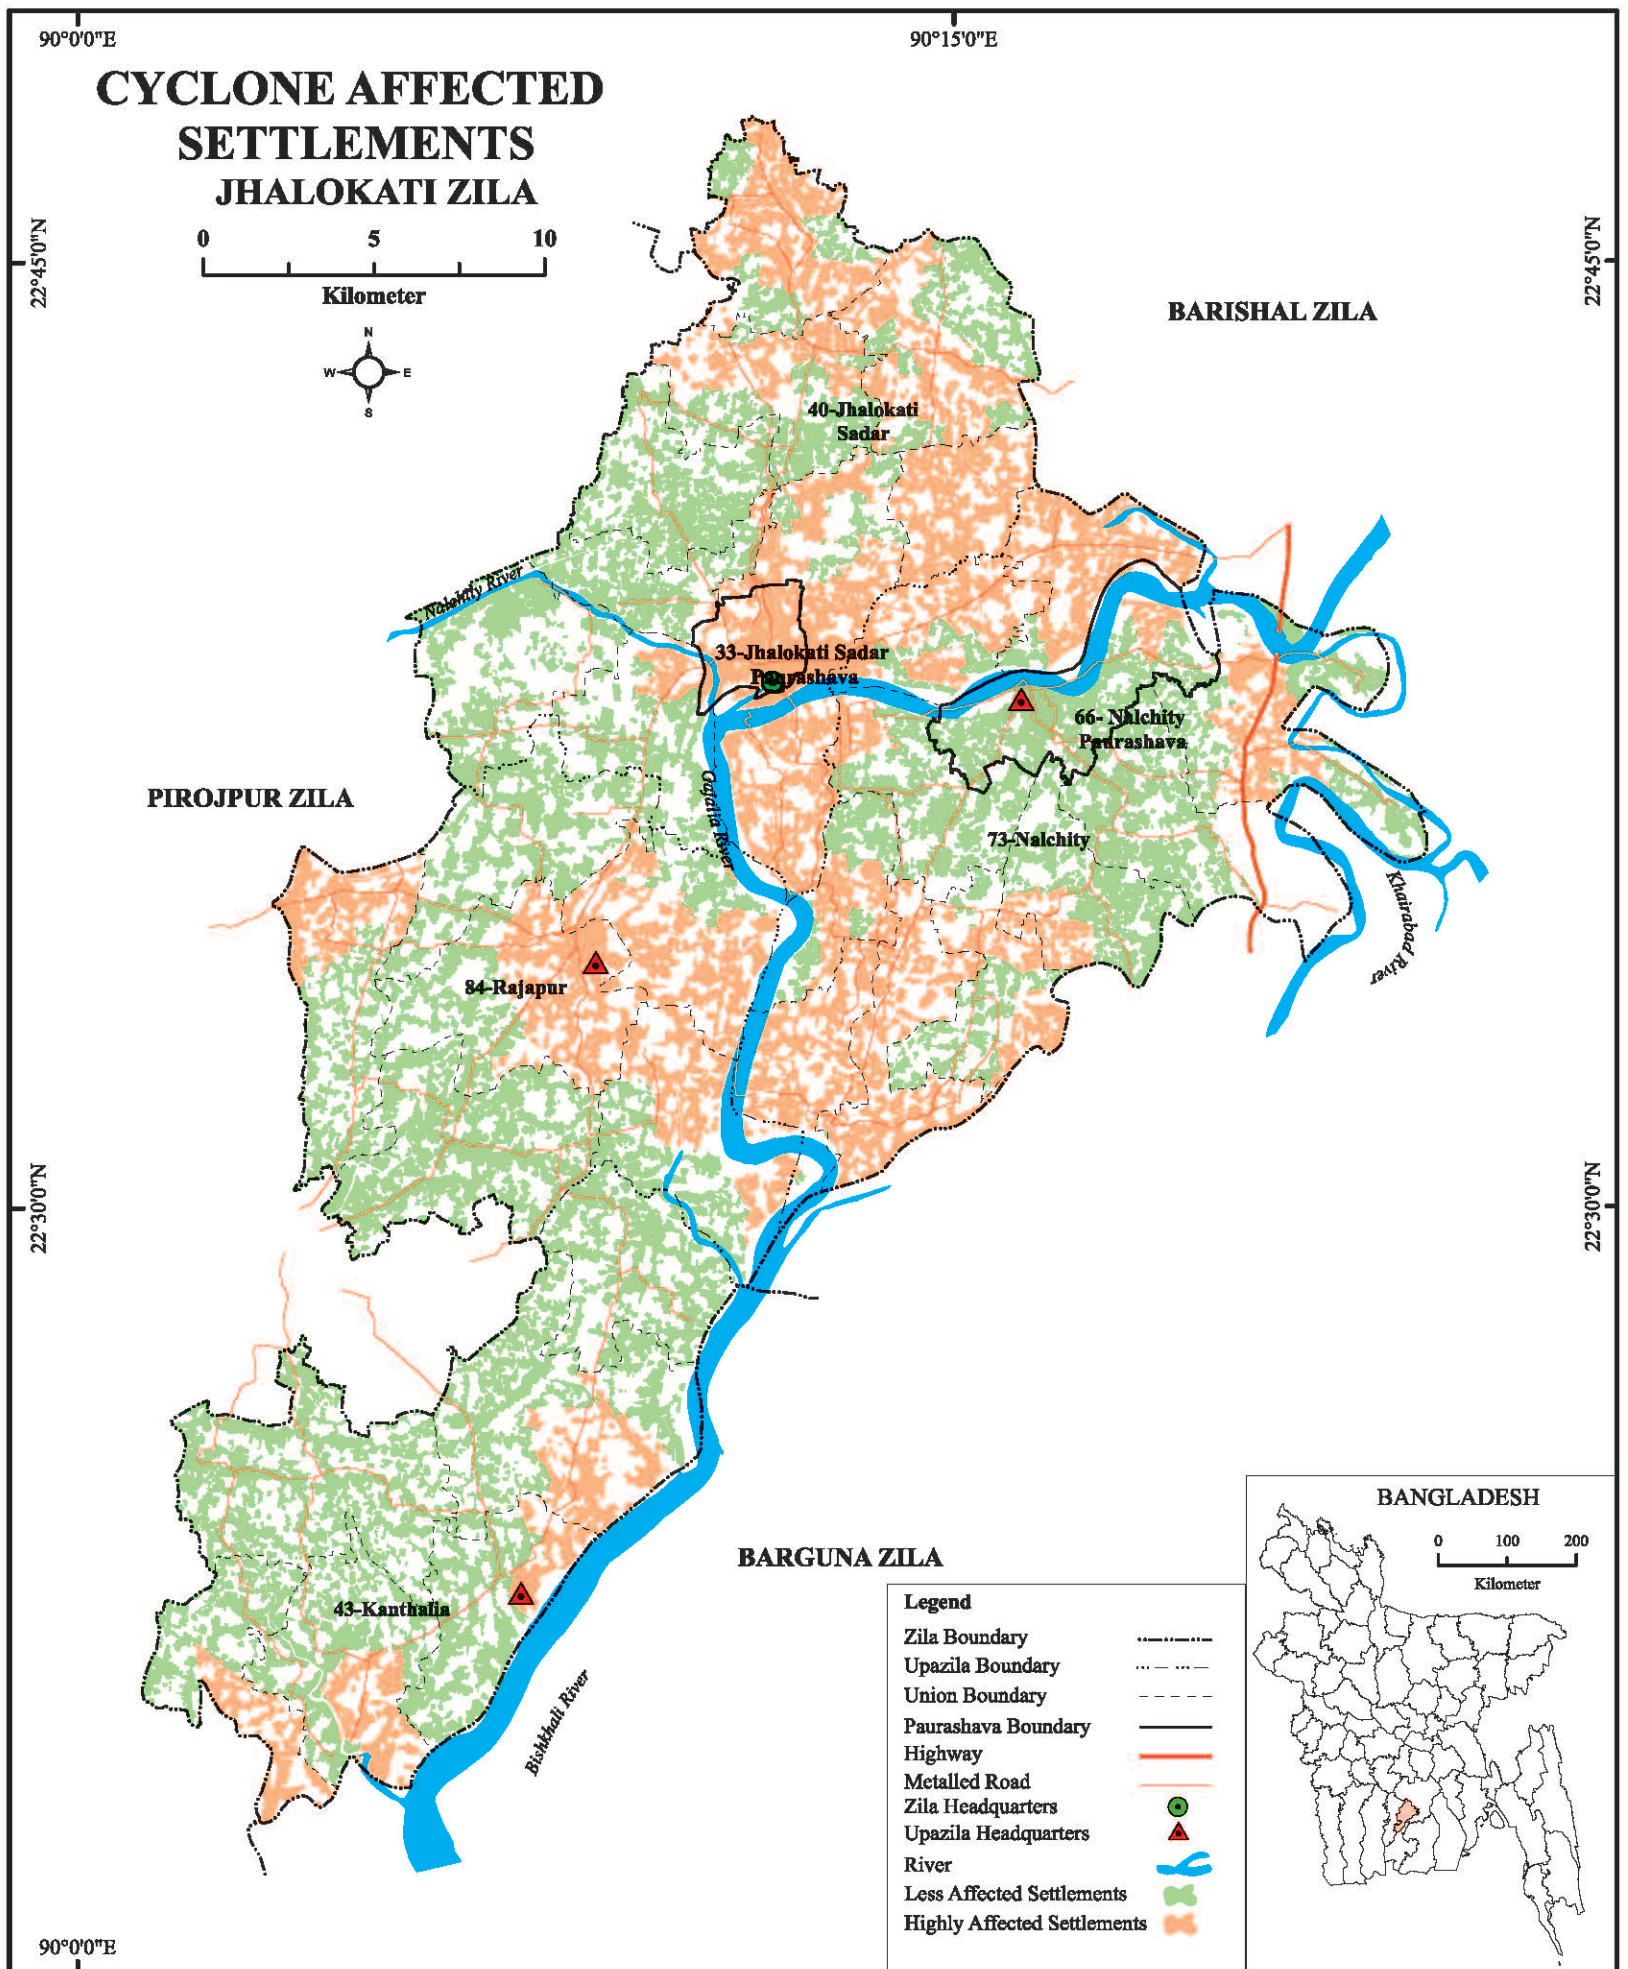 90°0'0"E
90°15'0"E
CYCLONE AFFECTED
SETTLEMENTS
JHALOKATI ZILA
0 5 10
Kilometer
N
W E
S
22°45'0"N
22°45'0"N
BARISHAL ZILA
40-Jhalokati
Sadar
Nalchity River
33-Jhalokati Sadar
Paurashava
66- Nalchity
Paurashava
PIROJPUR ZILA
Gajalia River
73-Nalchity
Khairabad River
84-Rajapur
22°30'0"N
22°30'0"N
BARGUNA ZILA
43-Kanthalia
Bishkhali River
Legend
Zila Boundary
Upazila Boundary
Union Boundary
Paurashava Boundary
Highway
Metalled Road
Zila Headquarters
Upazila Headquarters
River
Less Affected Settlements
Highly Affected Settlements
BANGLADESH
0 100 200
Kilometer
90°0'0"E